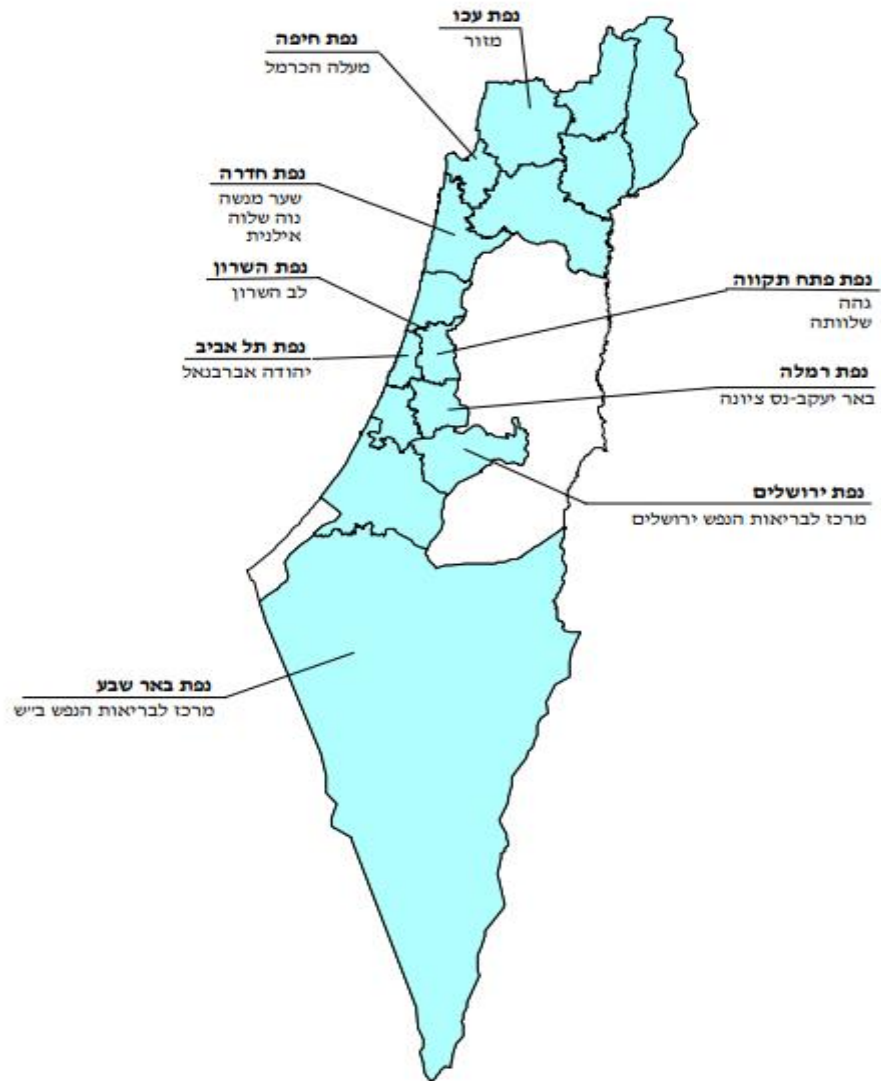 נפת עכו
מזור
נפת חיפה
מעלה הכרמל
נפת חדרה
שער מנשה
נוה שלוה
אילנית
נפת השרון
לב השרון
נפת פתח תקווה
גהה
שלוותה
נפת תל אביב
יהודה אברבנאל
נפת רמלה
באר יעקב-נס ציונה
נפת ירושלים
מרכז לבריאות הנפש ירושלים
נפת באר שבע
מרכז לבריאות הנפש ב״ש